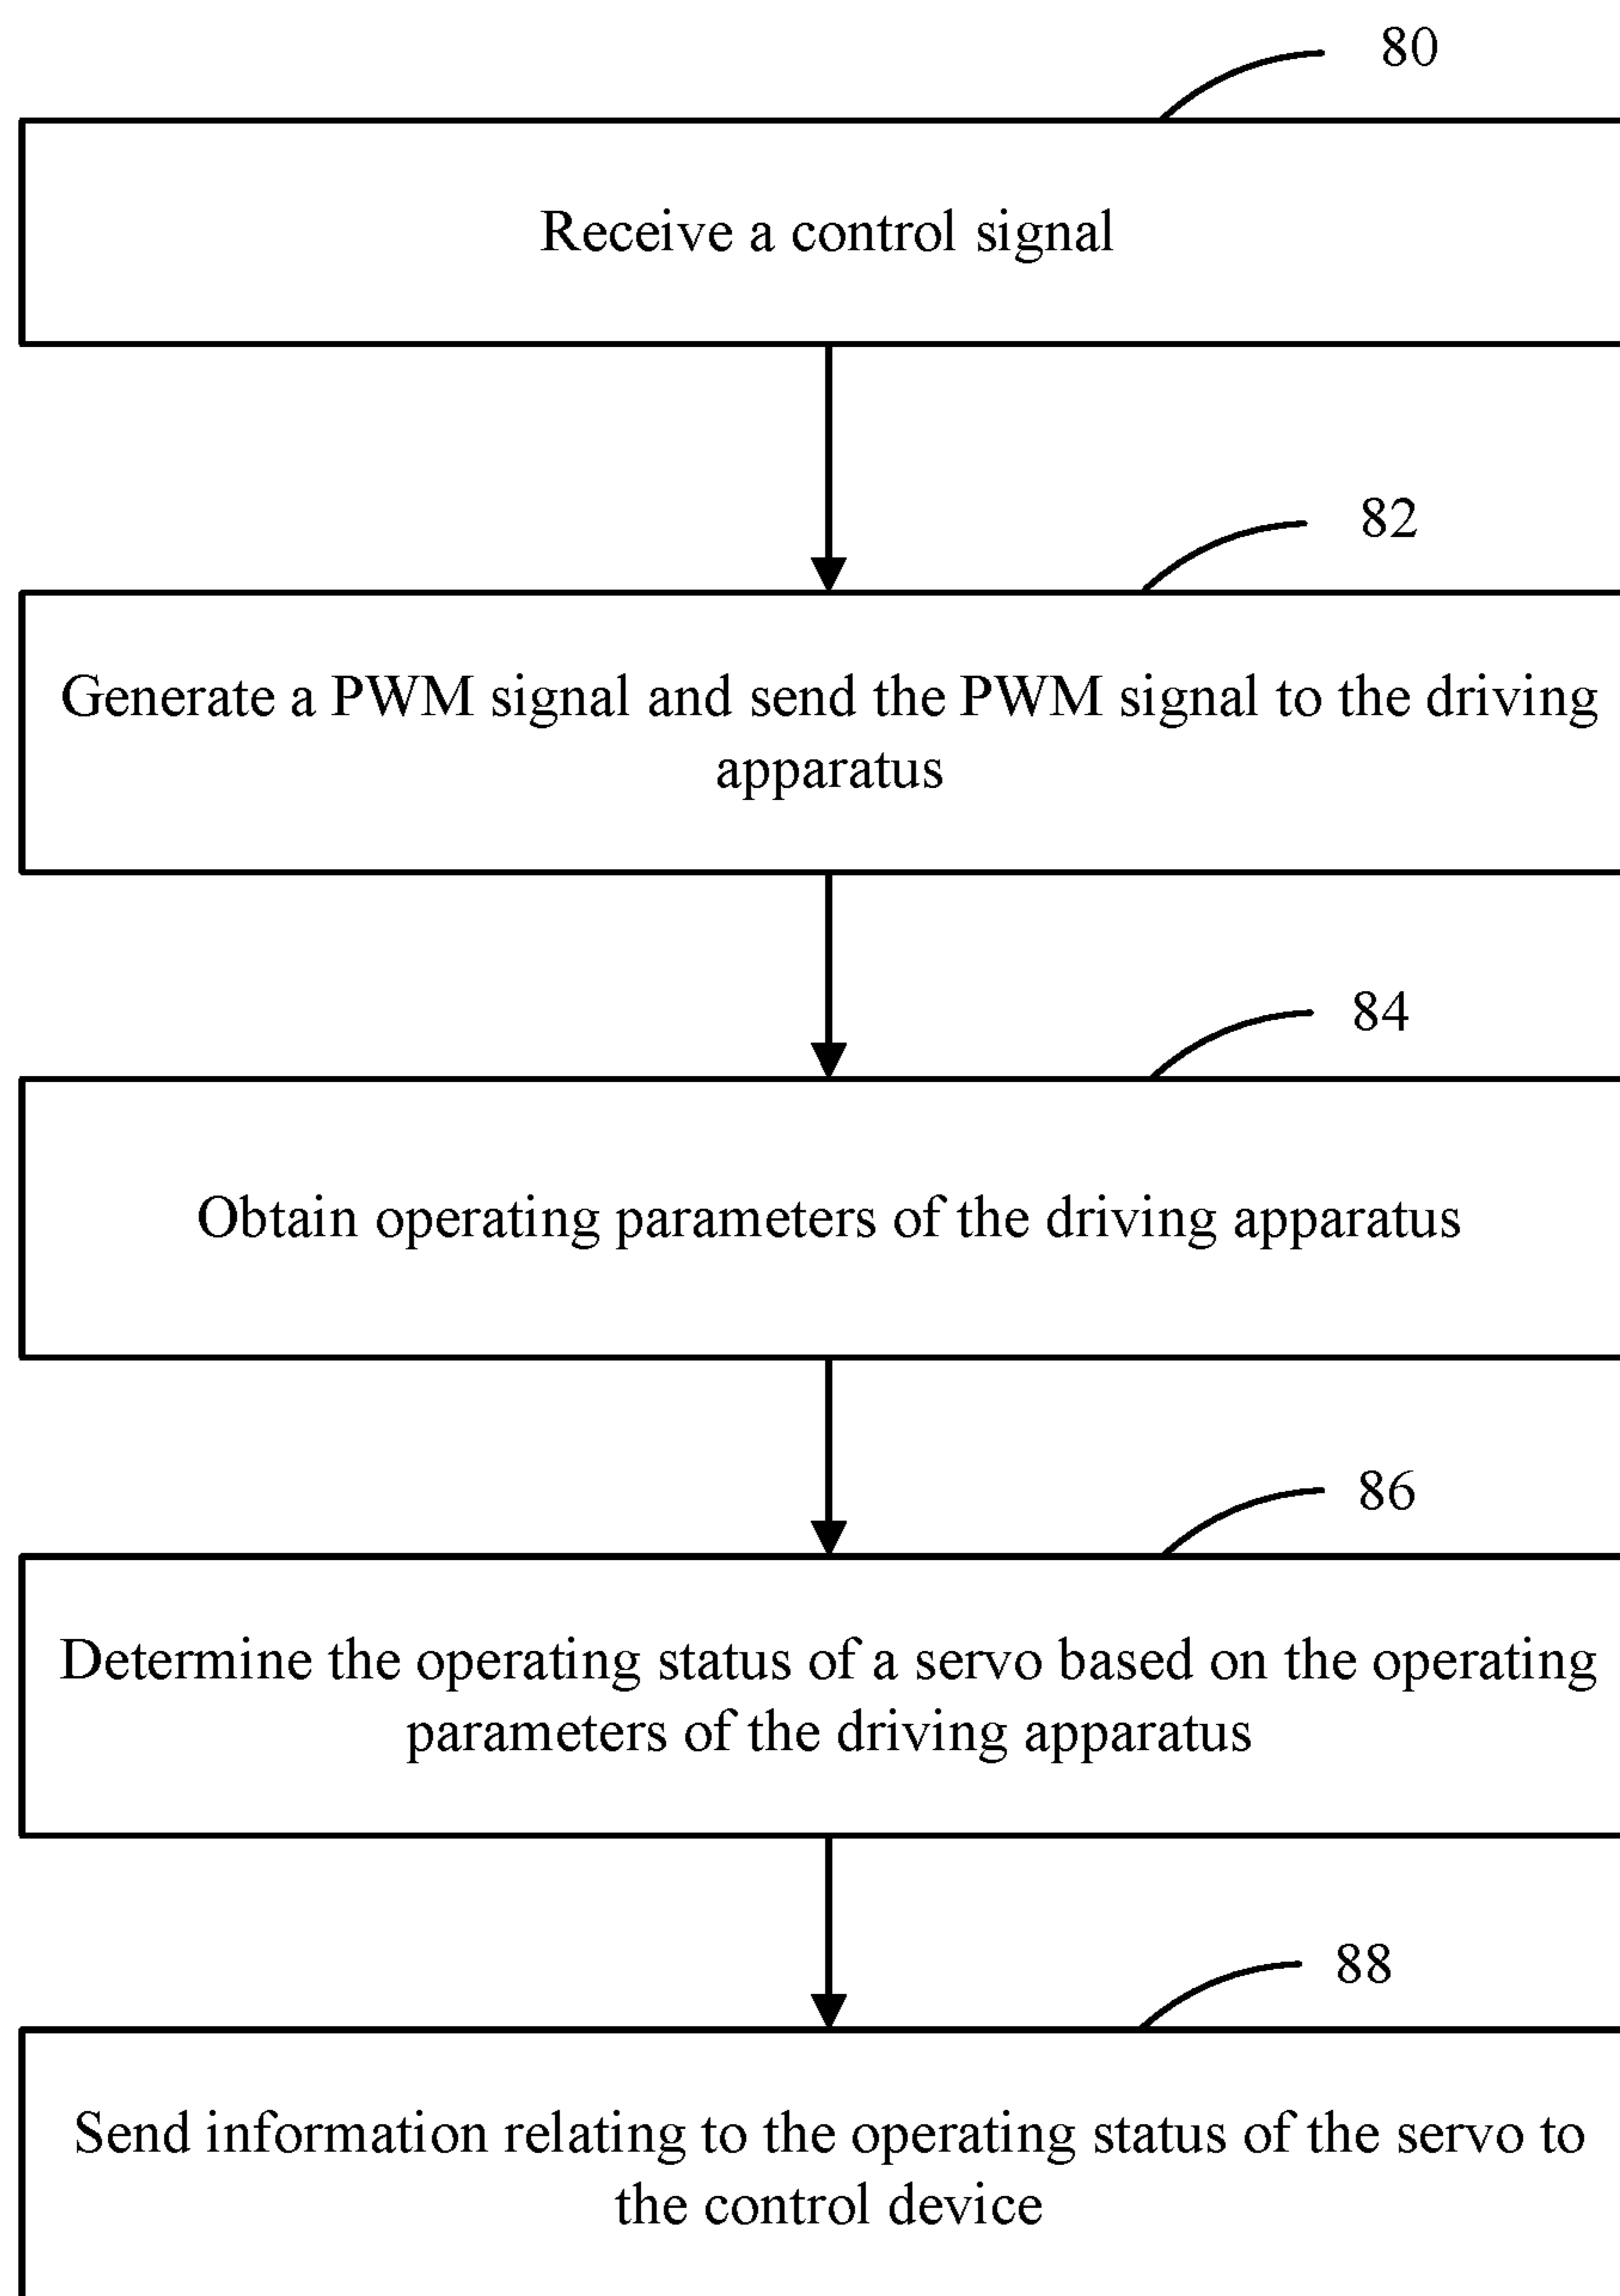 80
Receive a control signal
82
Generate a PWM signal and send the PWM signal to the driving
apparatus
84
Obtain operating parameters of the driving apparatus
86
Determine the operating status of a servo based on the operating
parameters of the driving apparatus
88
Send information relating to the operating status of the servo to
the control device